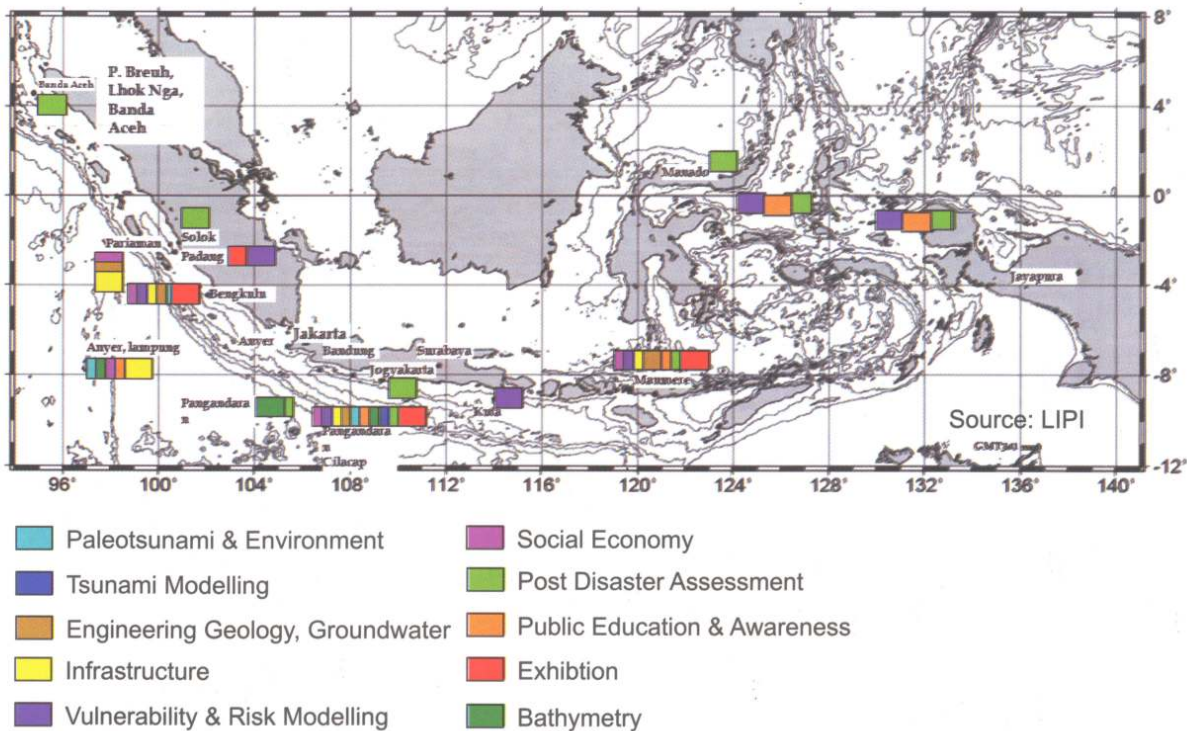 8°
4°
0°
-4°
-8°
-12°
Banda Aceh
P. Breuh,
Lhok Nga,
Banda
Aceh
Manado
Solok
Pariaman
Padang
Bengkulu
Jayapura
Jakarta
Anyer, lampung
Anyer
Bandung
Surabaya
Jogyakarta
Maumere
Pangandara
n
Kuta
Pangandara
n
Cilacap
Source: LIPI
96°
100°
104°
108°
112°
116°
120°
124°
128°
132°
136°
140°
Paleotsunami & Environment
Tsunami Modelling
Engineering Geology, Groundwater
Infrastructure
Vulnerability & Risk Modelling
Social Economy
Post Disaster Assessment
Public Education & Awareness
Exhibtion
Bathymetry